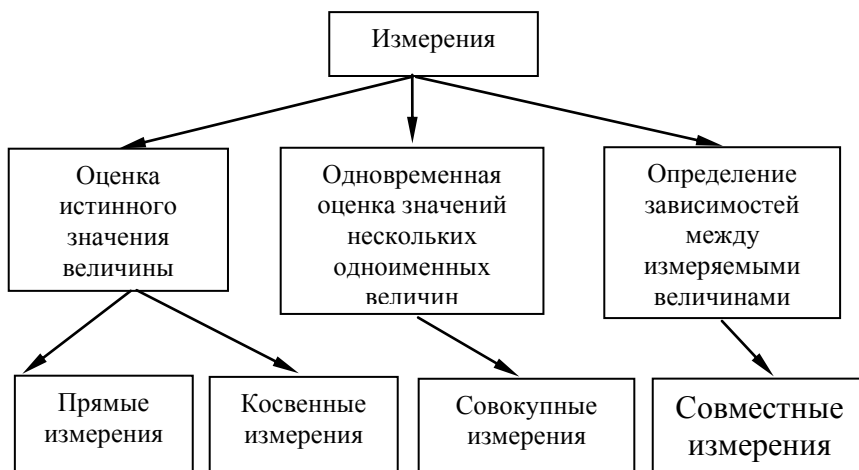 Измерения
Оценка
истинного
значения
величины
Одновременная
оценка значений
нескольких
одноименных
величин
Определение
зависимостей
между
измеряемыми
величинами
Прямые
измерения
Косвенные
измерения
Совокупные
измерения
Совместные
измерения